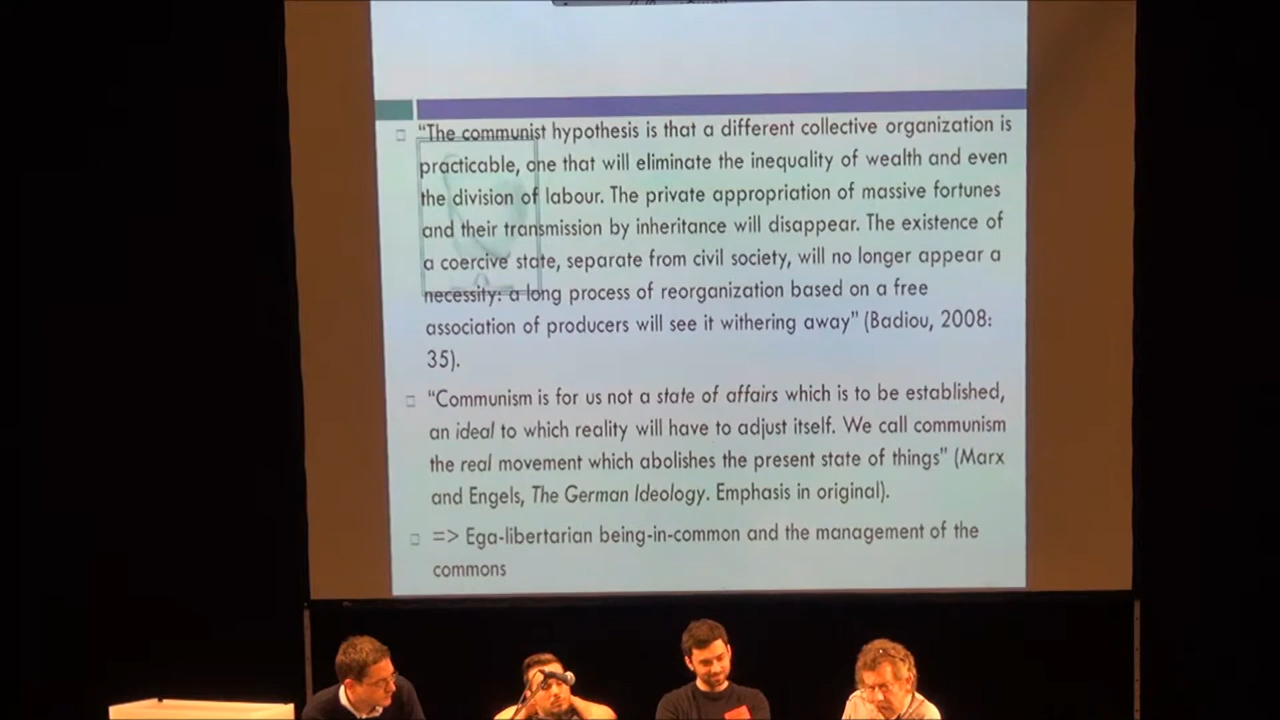 “The communist hypothesis is that a different collective organization is
practicable, one that will eliminate the inequality of wealth and even
the division of labour. The private appropriation of massive fortunes
and their transmission by inheritance will disappear. The existence of
a coercive state, separate from civil society, will no longer appear a
necessity: a long process of reorganization based on a free
association of producers will see it withering away” (Badiou, 2008:
35).
“Communism is for us not a state of affairs which is to be established,
an ideal to which reality will have to adjust itself. We call communism
the real movement which abolishes the present state of things” (Marx
and Engels, The German Ideology. Emphasis in original).
=> Ega-libertarian being-in-common and the management of the
commons